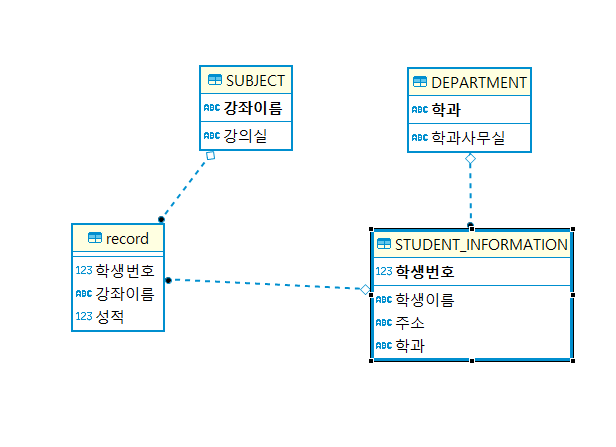 SUBJECT
ABC 강좌이름
ABC 강의실
DEPARTMENT
ABC 학과
ABC 학과사무실
record
123 학생번호
ABC 강좌이름
123 성적
STUDENT_INFORMATION
123 학생번호
ABC 학생이름
ABC 주소
ABC 학과